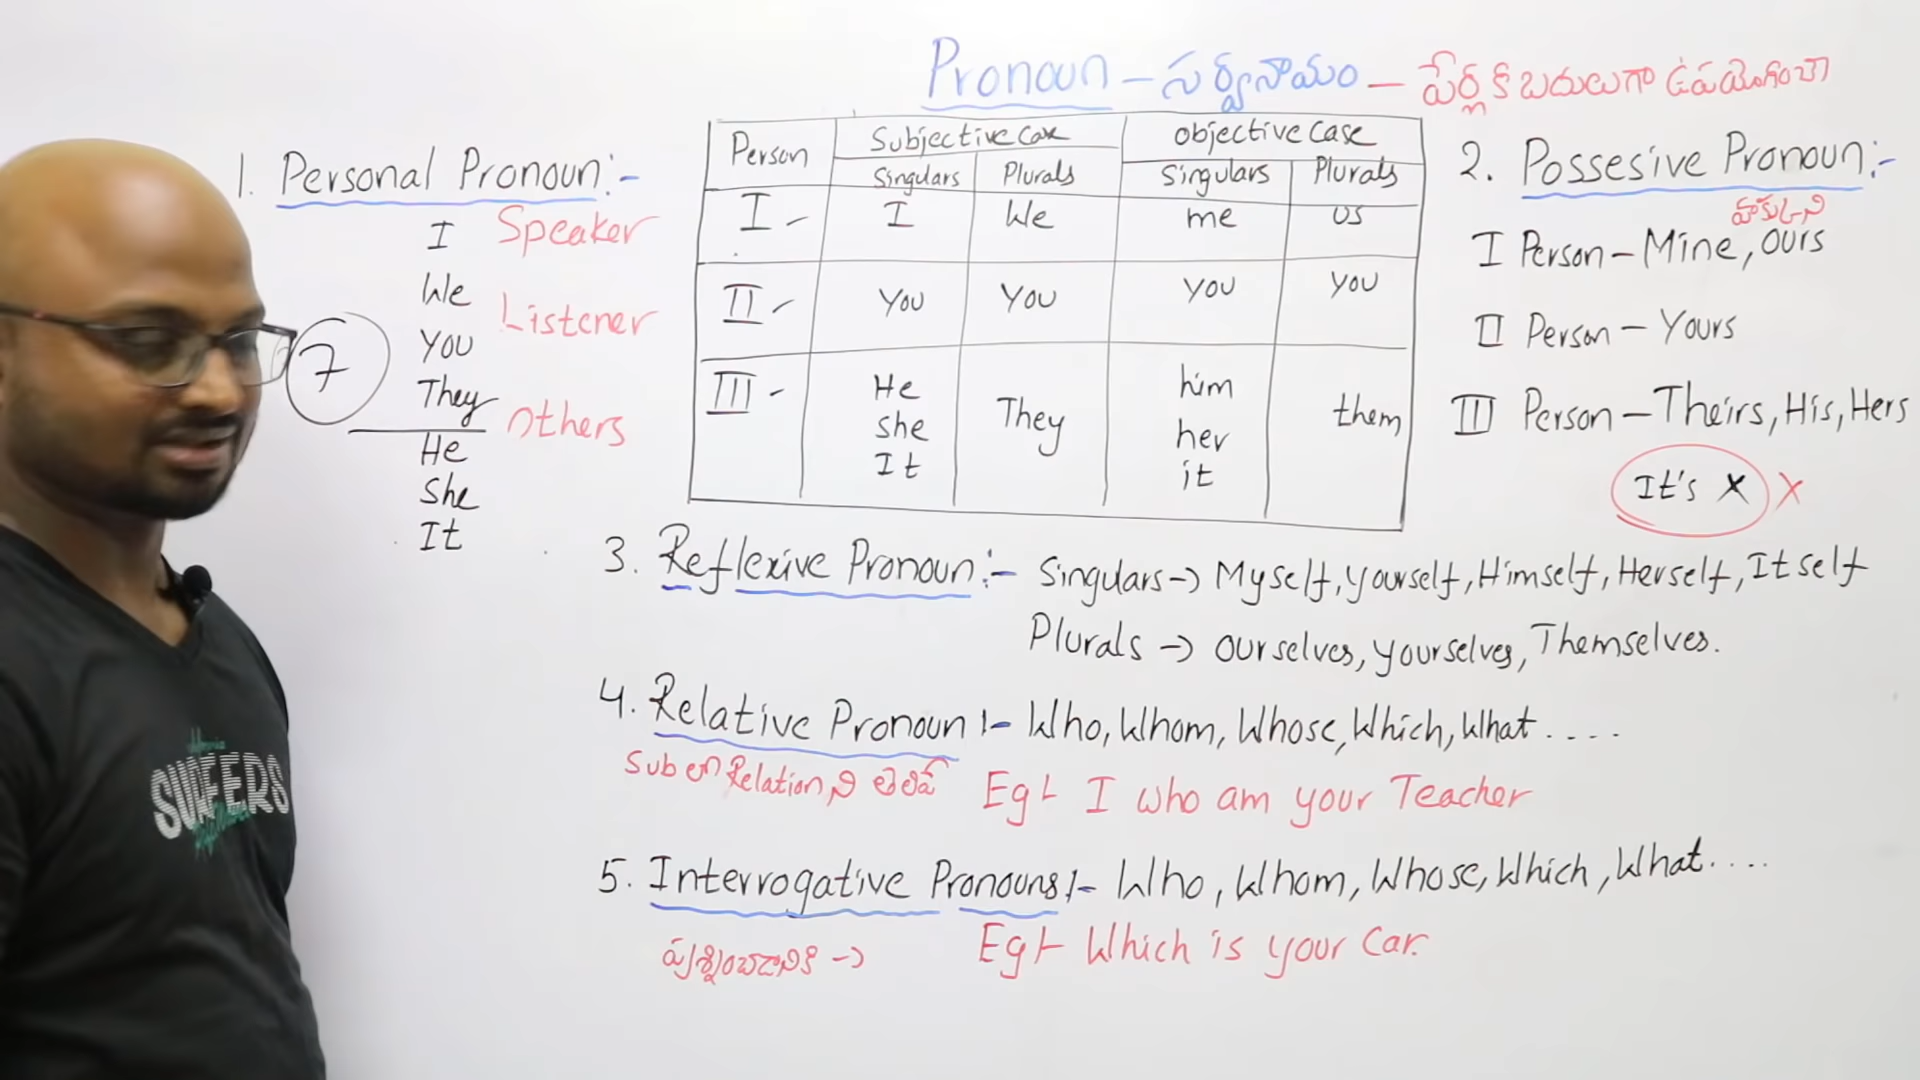 Pronoun - సర్వనామం - పేర్లకి బదులుగా ఉపయోగించే
1. Personal Pronoun:-
I Speaker
We
You Listener
They Others
He
She
It
7
Person Subjective Case Objective Case
Singulars Plurals Singulars Plurals
I - I We me us
II - You You You You
III - He They him them
She her
It it
2. Possesive Pronoun:-
I Person - Mine, Ours
II Person - Yours
III Person - Theirs, His, Hers
It's X X
3. Reflexive Pronoun:- Singulars -> Myself, Yourself, Himself, Herself, Itself
Plurals -> Ourselves, Yourselves, Themselves.
4. Relative Pronoun:- Who, Whom, Whose, Which, What....
Sub Relation ని
Eg:- I who am your Teacher
5. Interrogative Pronouns:- Who, Whom, Whose, Which, What....
ప్రశ్నించడానికి ->
Eg:- Which is your Car.
SURFERS